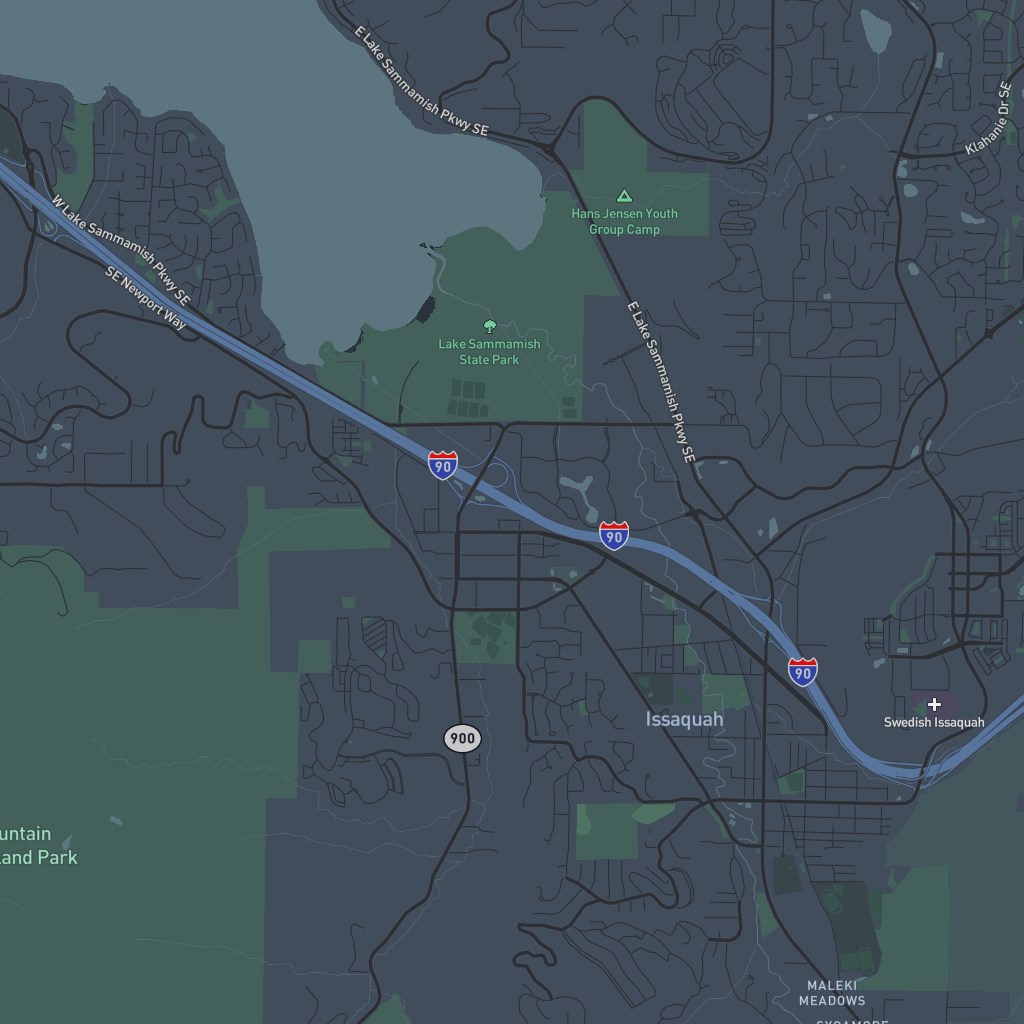 E Lake Sammamish Pkwy SE
Klahanie Dr SE
W Lake Sammamish Pkwy SE
Hans Jensen Youth
Group Camp
SE Newport Way
Lake Sammamish
State Park
E Lake Sammamish Pkwy SE
90
90
90
Issaquah
Swedish Issaquah
900
untain
Land Park
MALEKI
MEADOWS
SYCAMORE